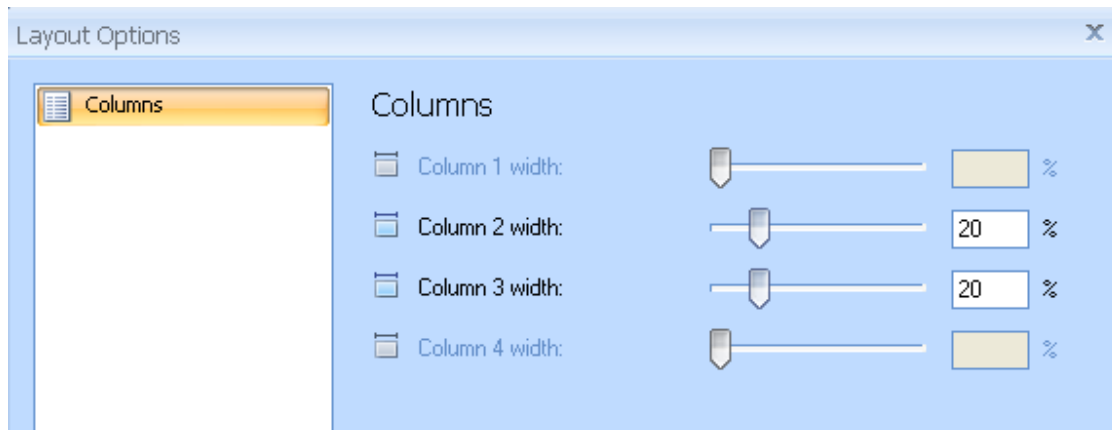 Layout Options
Columns
Columns
Column 1 width: %
Column 2 width: 20 %
Column 3 width: 20 %
Column 4 width: %